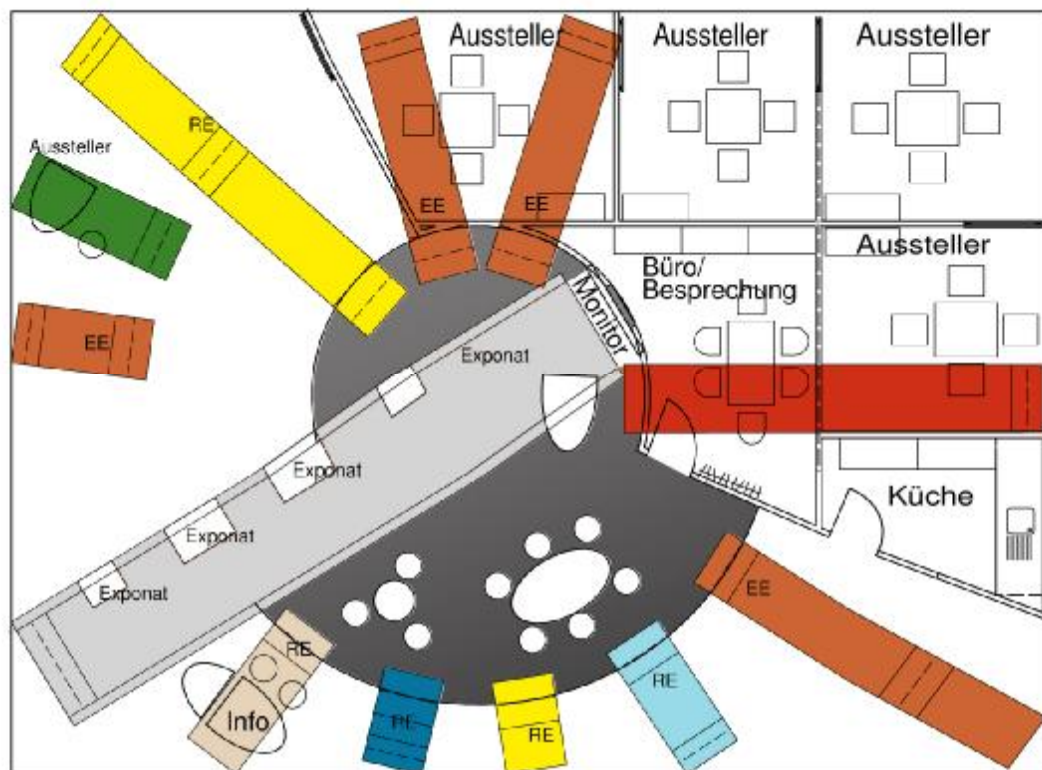 Aussteller
Aussteller
Aussteller
RE
Aussteller
EE
EE
Aussteller
Büro/
Besprechung
Monitor
EE
Exponat
Exponat
Exponat
Exponat
Küche
EE
RE
Info
RE
RE
RE